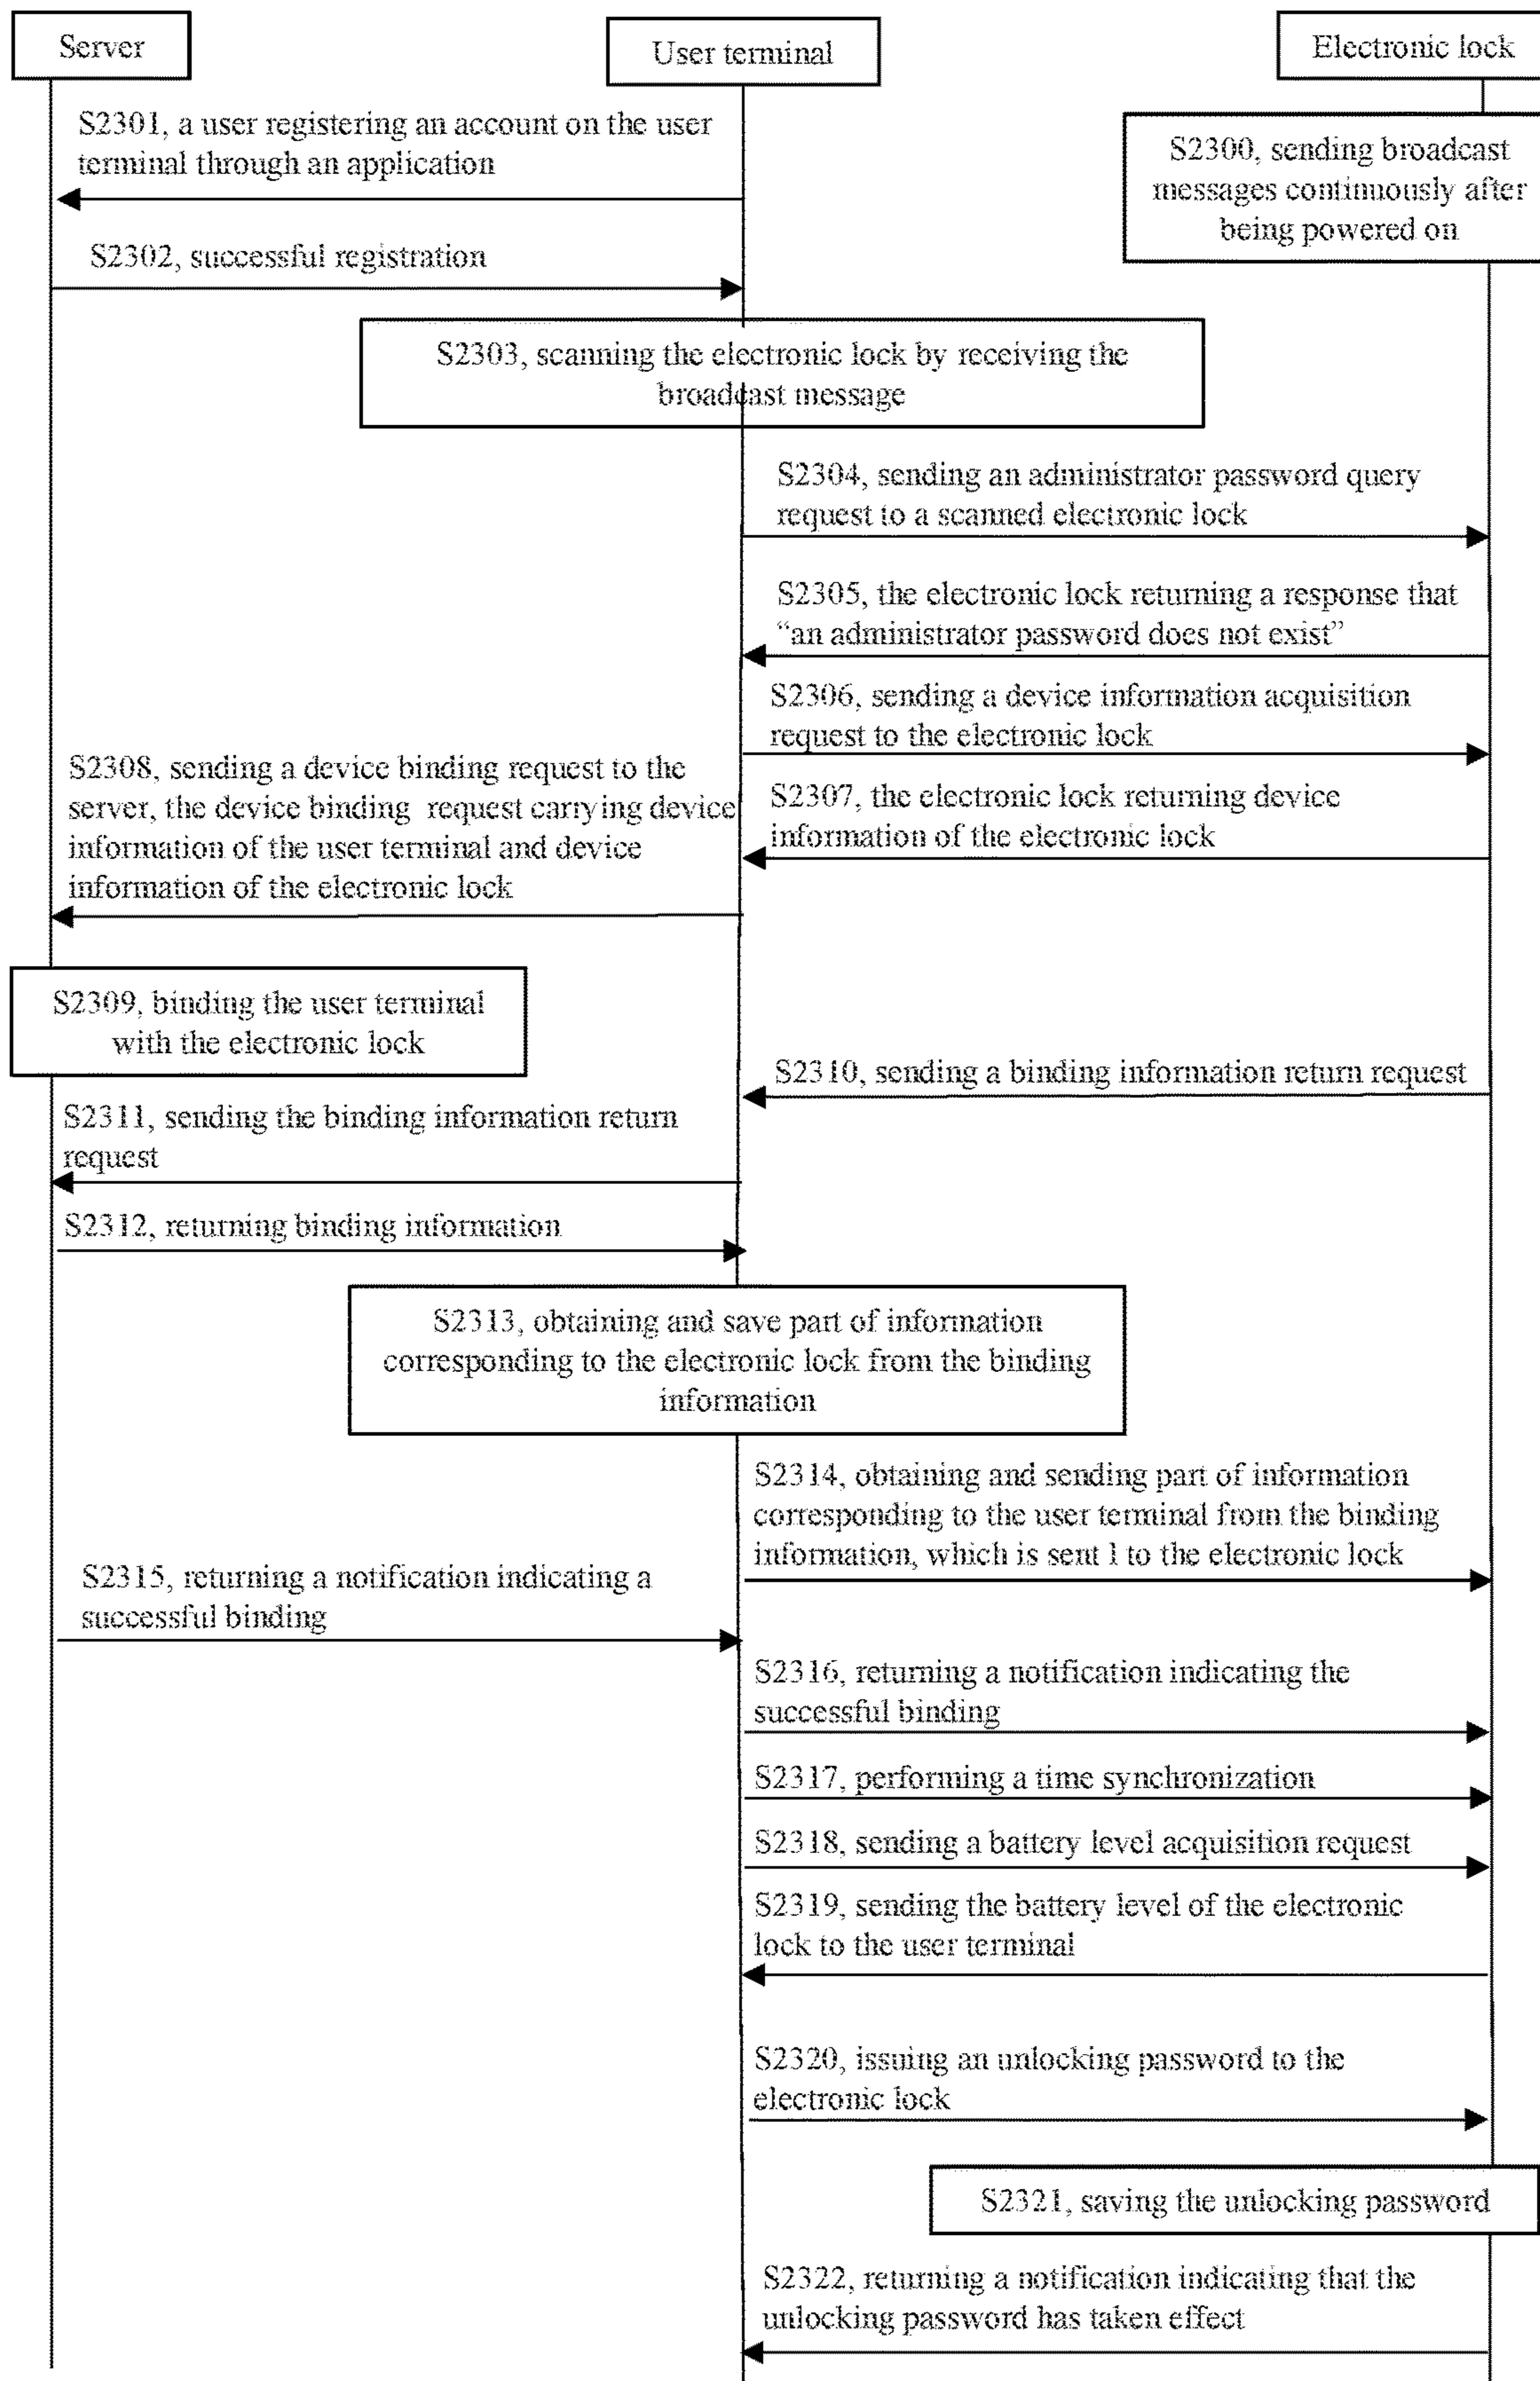 Server
User terminal
Electronic lock
S2301, a user registering an account on the user
terminal through an application
S2300, sending broadcast
messages continuously after
being powered on
S2302, successful registration
S2303, scanning the electronic lock by receiving the
broadcast message
S2304, sending an administrator password query
request to a scanned electronic lock
S2305, the electronic lock returning a response that
“an administrator password does not exist”
S2306, sending a device information acquisition
request to the electronic lock
S2307, the electronic lock returning device
information of the electronic lock
S2308, sending a device binding request to the
server, the device binding request carrying device
information of the user terminal and device
information of the electronic lock
S2309, binding the user terminal
with the electronic lock
S2310, sending a binding information return request
S2311, sending the binding information return
request
S2312, returning binding information
S2313, obtaining and save part of information
corresponding to the electronic lock from the binding
information
S2314, obtaining and sending part of information
corresponding to the user terminal from the binding
information, which is sent l to the electronic lock
S2315, returning a notification indicating a
successful binding
S2316, returning a notification indicating the
successful binding
S2317, performing a time synchronization
S2318, sending a battery level acquisition request
S2319, sending the battery level of the electronic
lock to the user terminal
S2320, issuing an unlocking password to the
electronic lock
S2321, saving the unlocking password
S2322, returning a notification indicating that the
unlocking password has taken effect